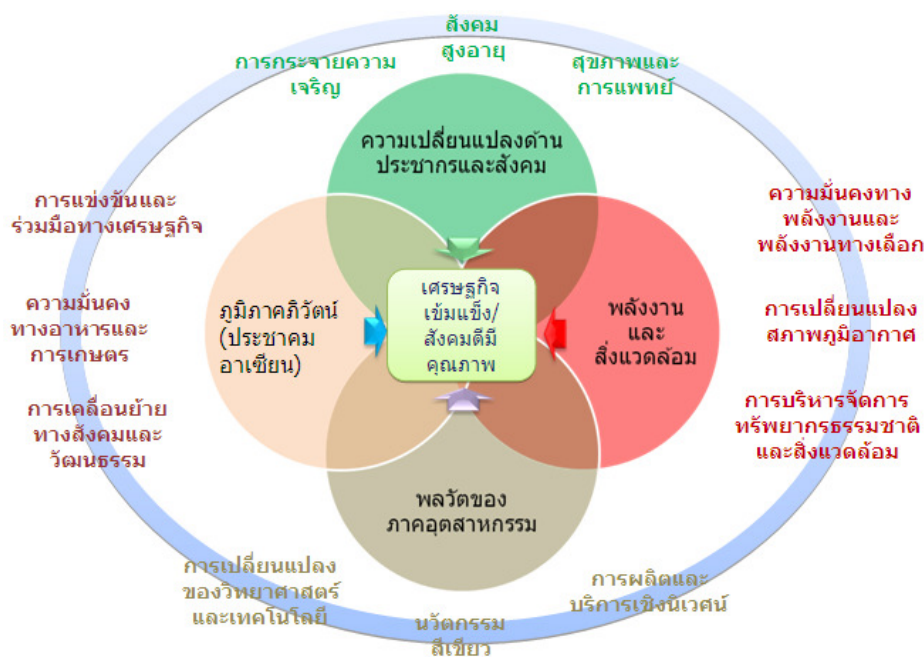 สังคม
สูงอายุ
การกระจายความ
เจริญ
สุขภาพและ
การแพทย์
ความเปลี่ยนแปลงด้าน
ประชากรและสังคม
การแข่งขันและ
ร่วมมือทางเศรษฐกิจ
ความมั่นคงทาง
พลังงานและ
พลังงานทางเลือก
ความมั่นคง
ทางอาหารและ
การเกษตร
ภูมิภาคภิวัตน์
(ประชาคม
อาเซียน)
เศรษฐกิจ
เข้มแข็ง/
สังคมดีมี
คุณภาพ
พลังงาน
และ
สิ่งแวดล้อม
การเปลี่ยนแปลง
สภาพภูมิอากาศ
การเคลื่อนย้าย
ทางสังคมและ
วัฒนธรรม
การบริหารจัดการ
ทรัพยากรธรรมชาติ
และสิ่งแวดล้อม
พลวัตของ
ภาคอุตสาหกรรม
การเปลี่ยนแปลง
ของวิทยาศาสตร์
และเทคโนโลยี
นวัตกรรม
สีเขียว
การผลิตและ
บริการเชิงนิเวศน์